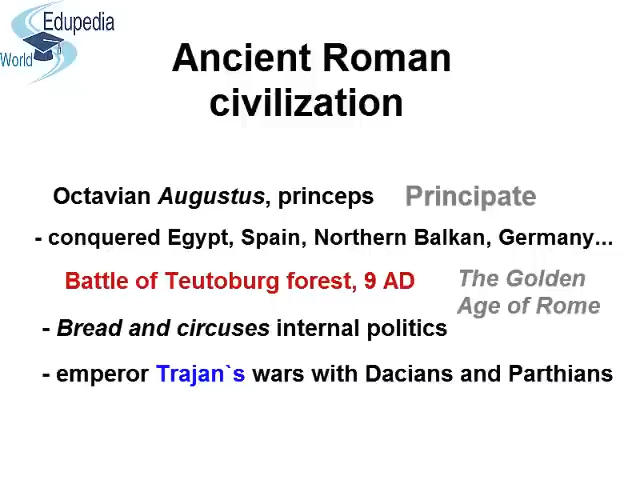 Edupedia
World
Ancient Roman
civilization
Octavian Augustus, princeps
Principate
- conquered Egypt, Spain, Northern Balkan, Germany...
Battle of Teutoburg forest, 9 AD
The Golden
Age of Rome
- Bread and circuses internal politics
- emperor Trajan`s wars with Dacians and Parthians